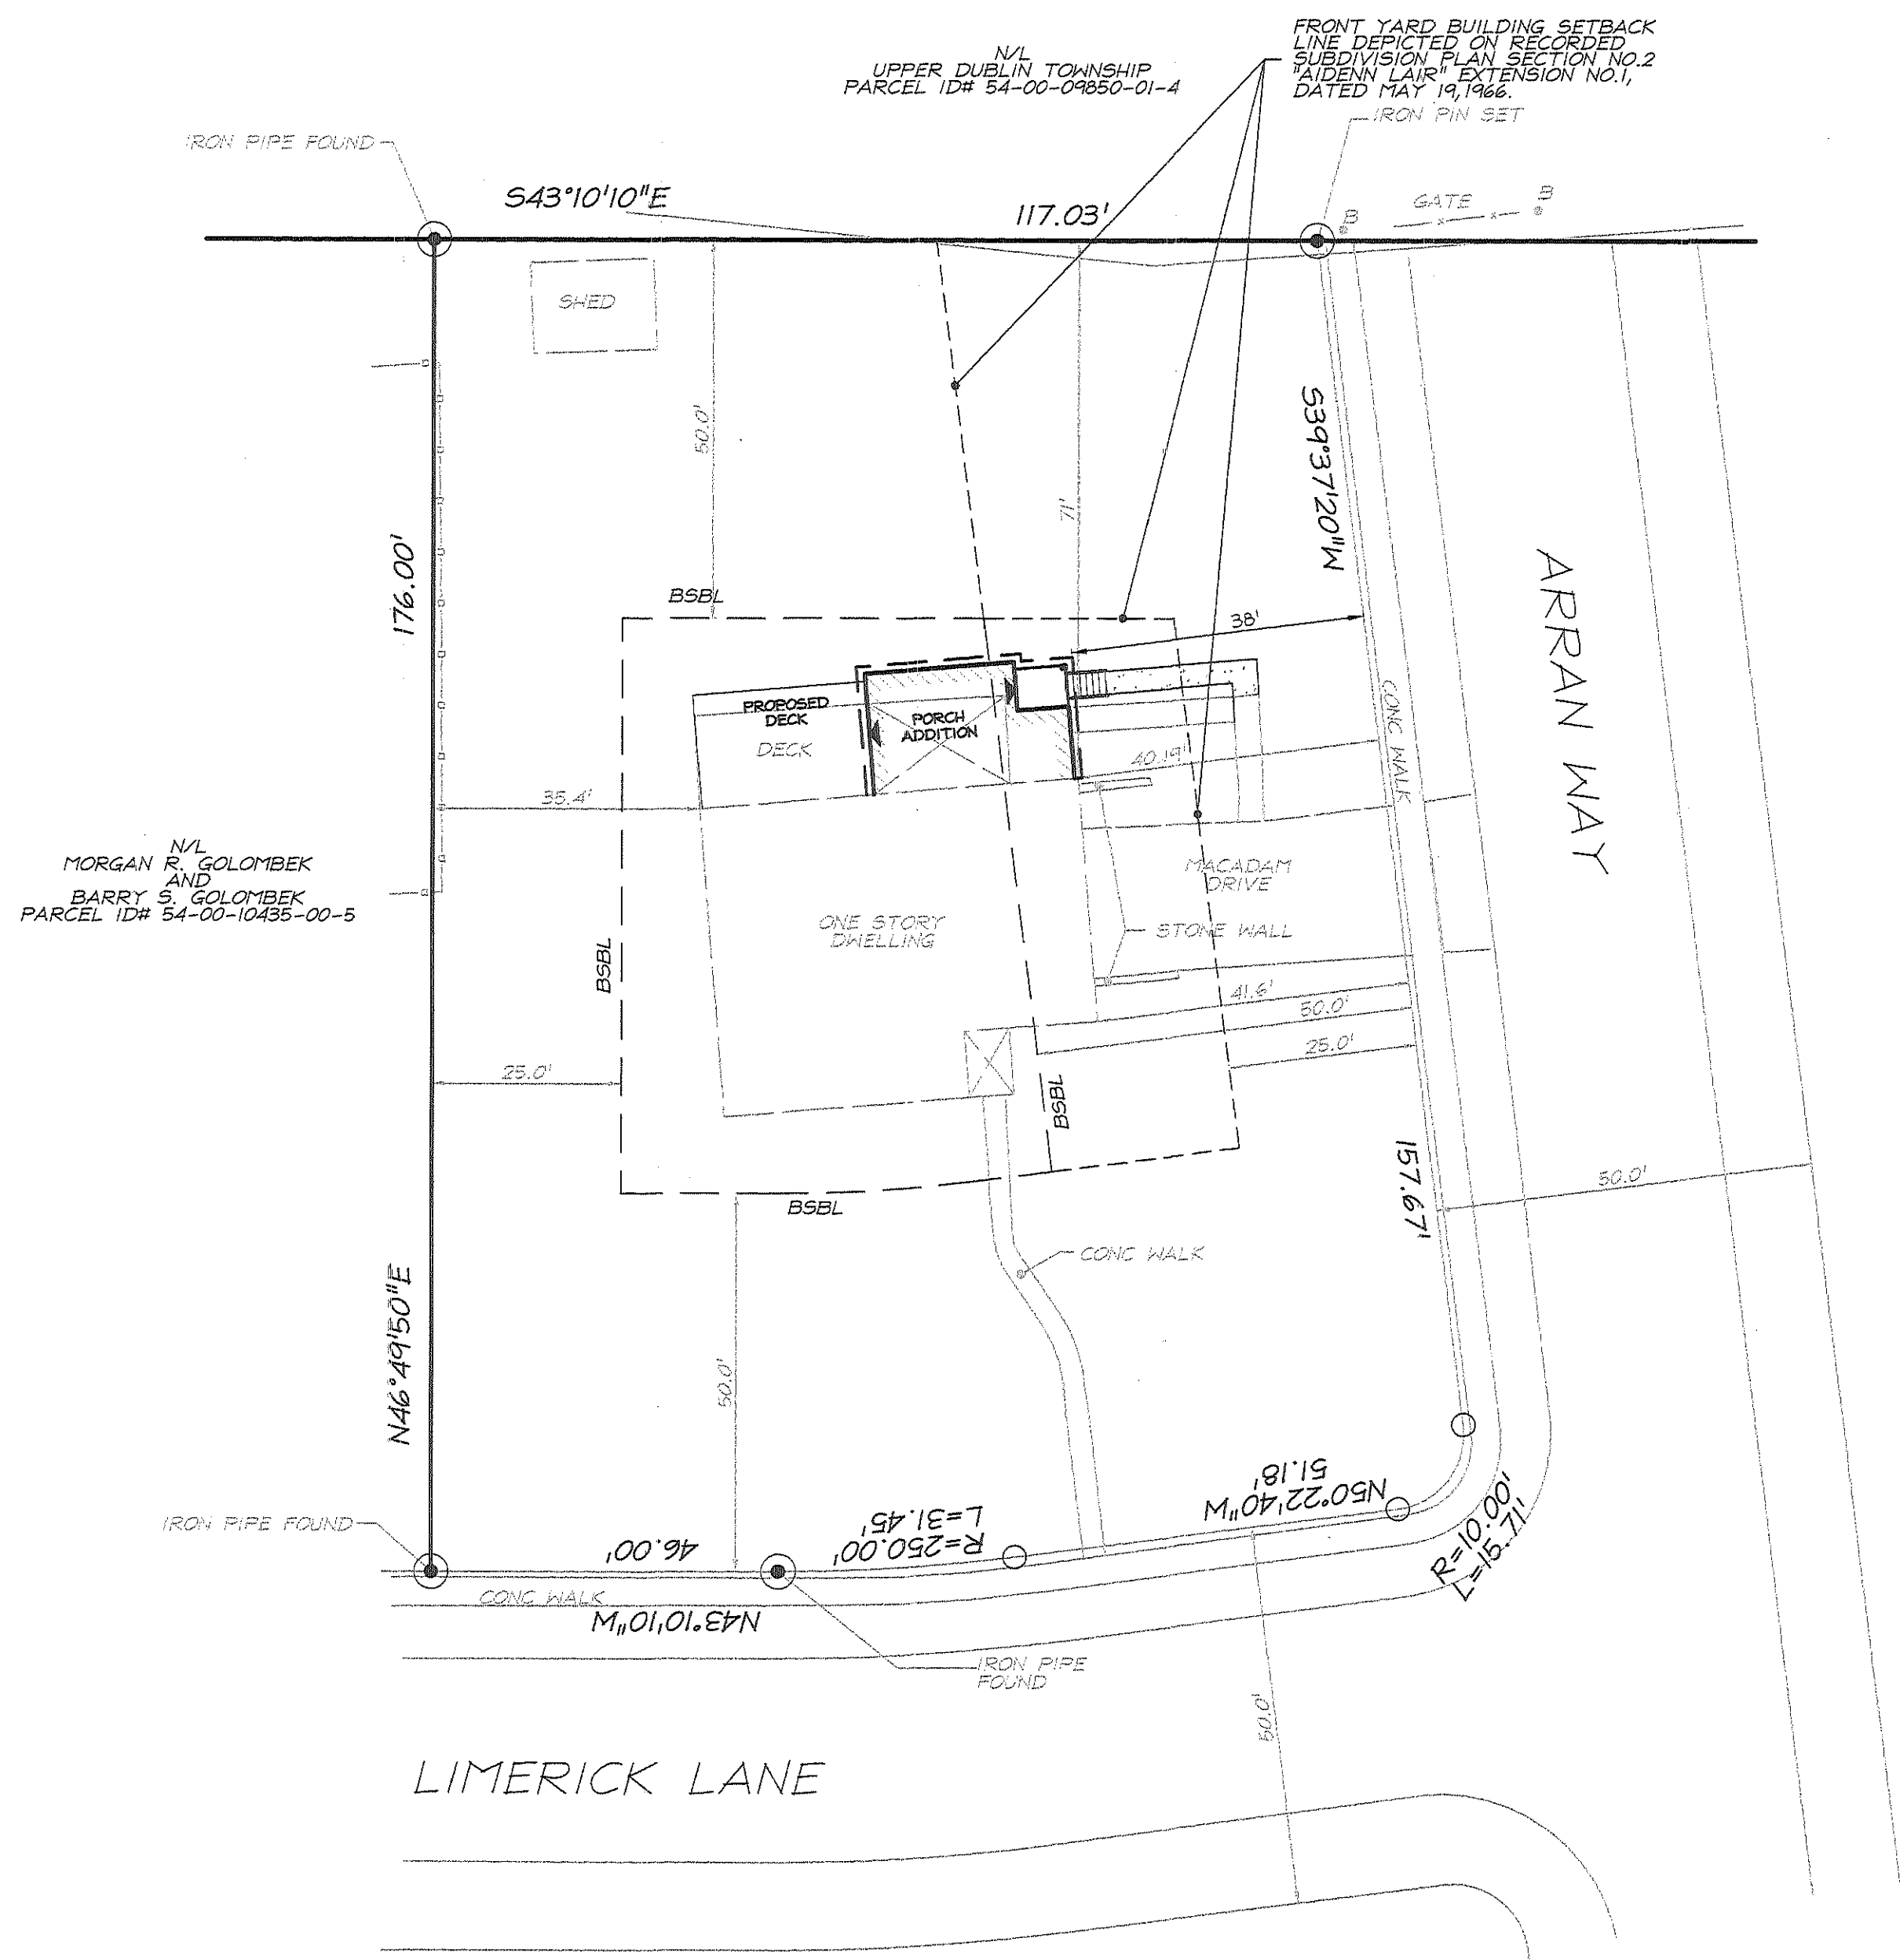 N/L
UPPER DUBLIN TOWNSHIP
PARCEL ID# 54-00-09850-01-4
FRONT YARD BUILDING SETBACK
LINE DEPICTED ON RECORDED
SUBDIVISION PLAN SECTION NO.2
"AIDENN LAIR" EXTENSION NO.1,
DATED MAY 19,1966.
IRON PIPE FOUND
IRON PIN SET
S43°10'10"E
117.03'
GATE
B
B
SHED
50.0'
71'
S39°37'20"W
176.00'
BSBL
38'
ARRAN WAY
CONC WALK
PROPOSED
DECK
DECK
PORCH
ADDITION
40.19'
35.4'
N/L
MORGAN R. GOLOMBEK
AND
BARRY S. GOLOMBEK
PARCEL ID# 54-00-10435-00-5
MACADAM
DRIVE
ONE STORY
DWELLING
STONE WALL
BSBL
41.6'
50.0'
25.0'
25.0'
BSBL
157.67'
50.0'
BSBL
CONC WALK
N46°49'50"E
50.0'
N50°22'40"W
51.18'
R=250.00'
L=31.45'
46.00'
R=10.00'
L=15.71'
IRON PIPE FOUND
CONC WALK
N43°10'10"W
IRON PIPE
FOUND
50.0'
LIMERICK LANE